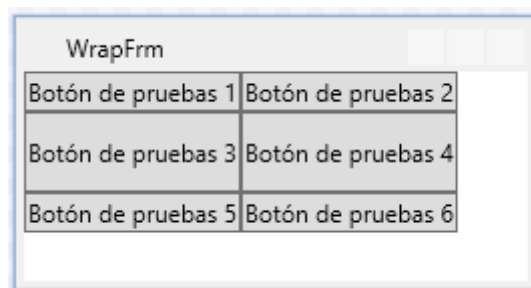 WrapFrm
Botón de pruebas 1 Botón de pruebas 2
Botón de pruebas 3 Botón de pruebas 4
Botón de pruebas 5 Botón de pruebas 6